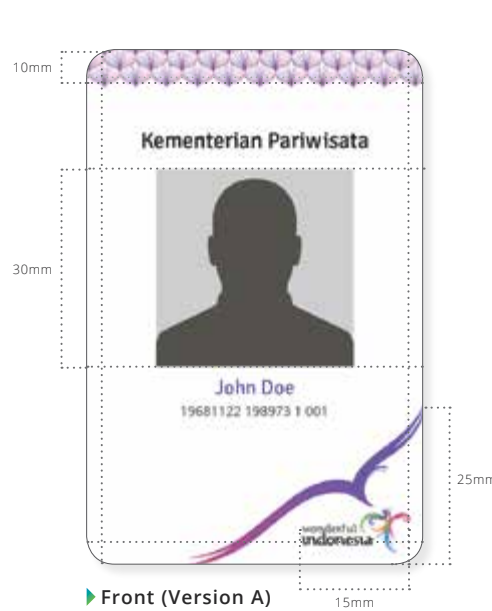 10mm
Kementerian Pariwisata
30mm
John Doe
19681122 198973 1 001
25mm
wonderful
indonesia
Front (Version A)
15mm